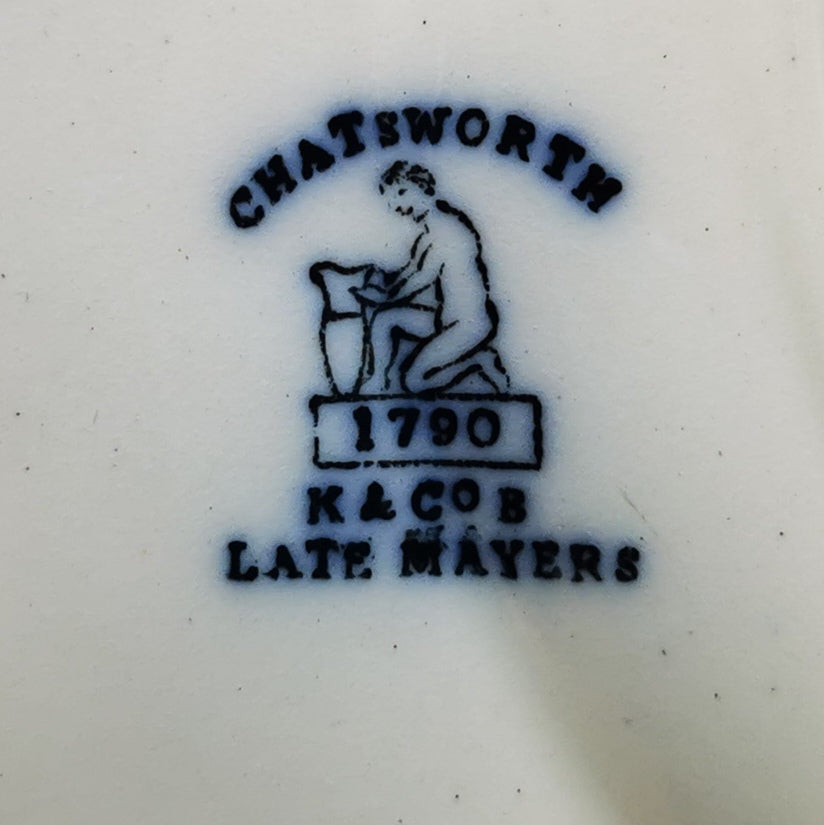 CHATSWORTH
1790
K & CO B
LATE MAYERS